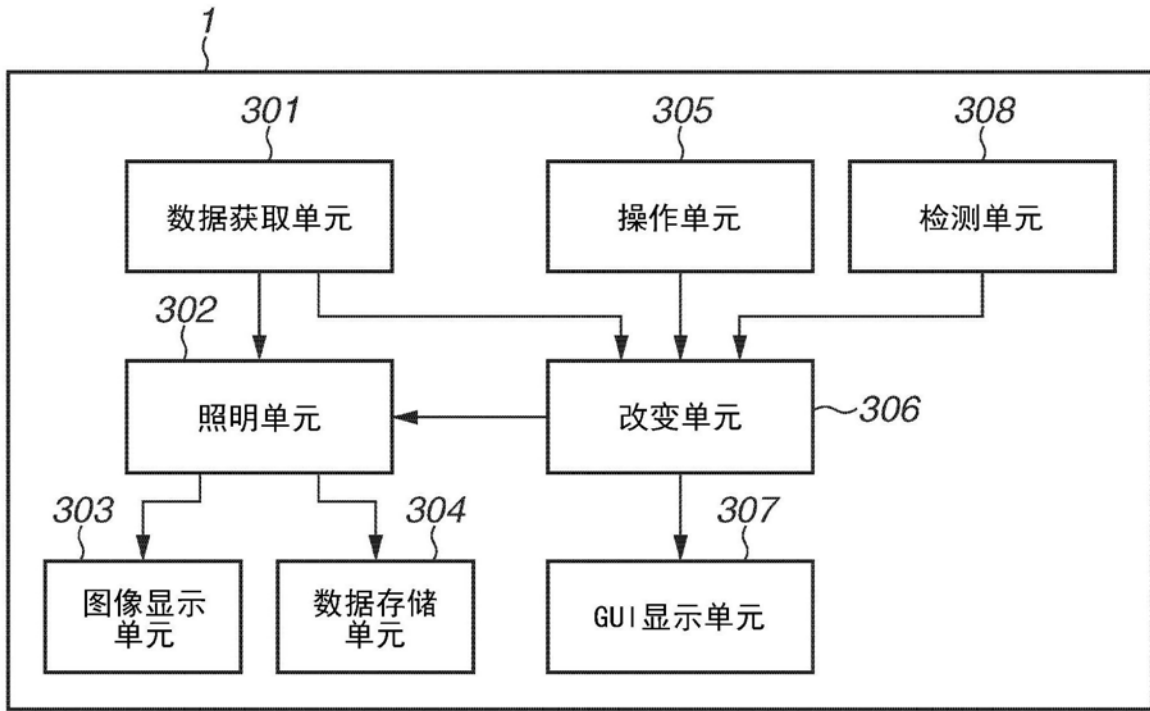 1
301
305
308
数据获取单元
操作单元
检测单元
302
照明单元
改变单元
306
303
304
307
图像显示
单元
数据存储
单元
GUI显示单元